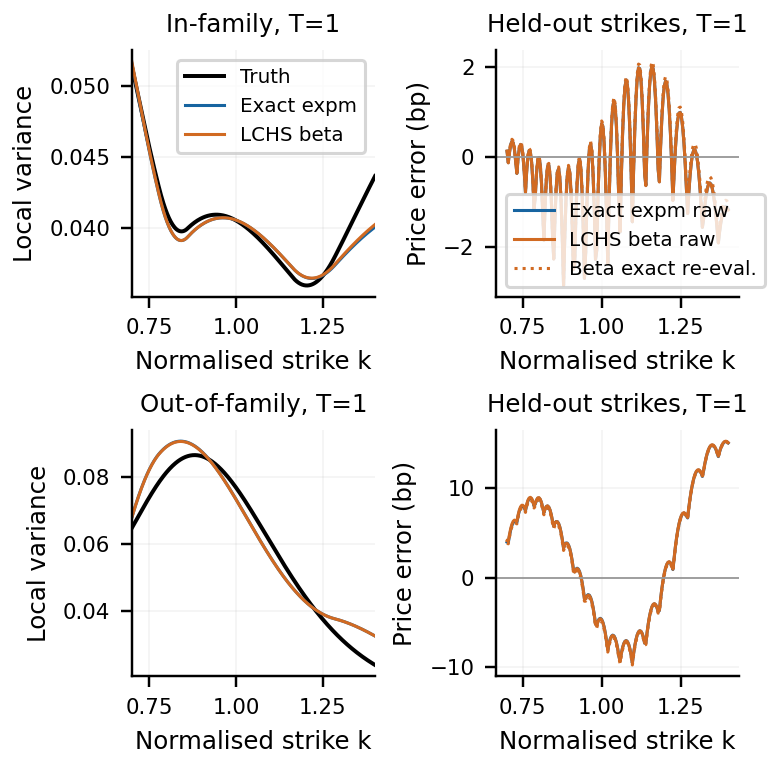 In-family, T=1
Local variance
0.050
0.045
0.040
Truth
Exact expm
LCHS beta
0.75
1.00
1.25
Normalised strike k
Held-out strikes, T=1
Price error (bp)
2
0
−2
Exact expm raw
LCHS beta raw
Beta exact re-eval.
0.75
1.00
1.25
Normalised strike k
Out-of-family, T=1
Local variance
0.08
0.06
0.04
0.75
1.00
1.25
Normalised strike k
Held-out strikes, T=1
Price error (bp)
10
0
−10
0.75
1.00
1.25
Normalised strike k